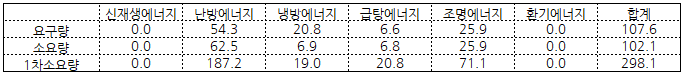 신재생에너지 난방에너지 냉방에너지 급탕에너지 조명에너지 환기에너지 합계
요구량 0.0 54.3 20.8 6.6 25.9 0.0 107.6
소요량 0.0 62.5 6.9 6.8 25.9 0.0 102.1
1차소요량 0.0 187.2 19.0 20.8 71.1 0.0 298.1